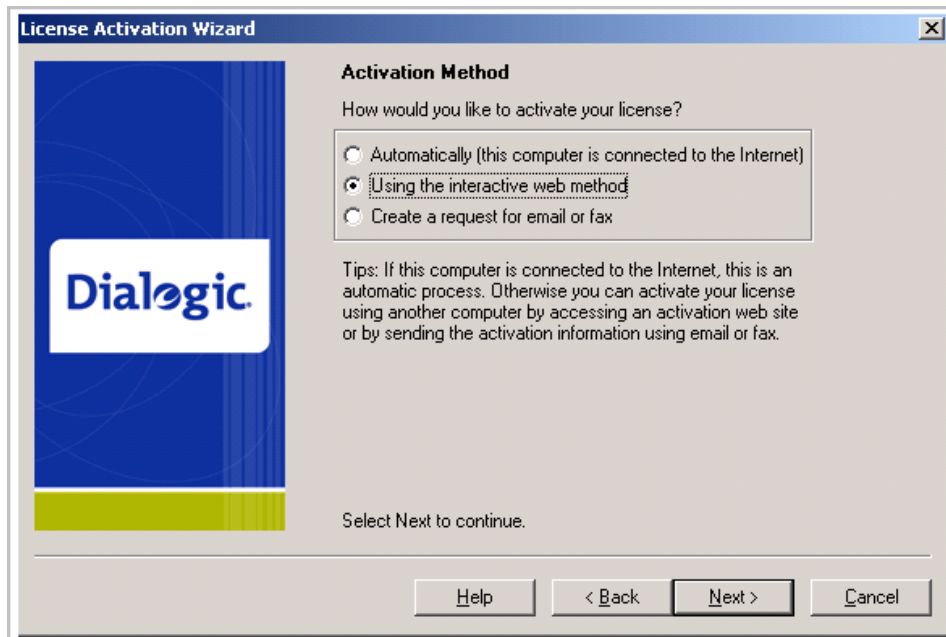 License Activation Wizard
Activation Method
How would you like to activate your license?
Automatically (this computer is connected to the Internet)
Using the interactive web method
Create a request for email or fax
Dialogic.
Tips: If this computer is connected to the Internet, this is an
automatic process. Otherwise you can activate your license
using another computer by accessing an activation web site
or by sending the activation information using email or fax.
Select Next to continue.
Help
< Back
Next >
Cancel